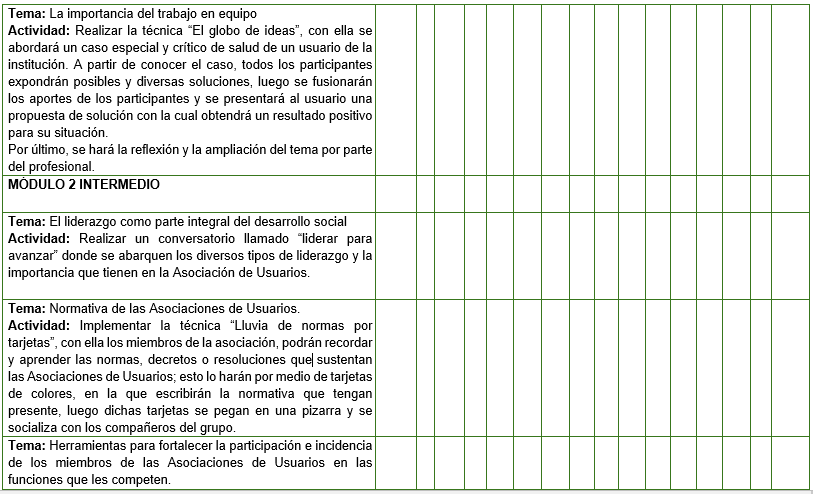 Tema: La importancia del trabajo en equipo
Actividad: Realizar la técnica “El globo de ideas”, con ella se
abordará un caso especial y crítico de salud de un usuario de la
institución. A partir de conocer el caso, todos los participantes
expondrán posibles y diversas soluciones, luego se fusionarán
los aportes de los participantes y se presentará al usuario una
propuesta de solución con la cual obtendrá un resultado positivo
para su situación.
Por último, se hará la reflexión y la ampliación del tema por parte
del profesional.
MÓDULO 2 INTERMEDIO
Tema: El liderazgo como parte integral del desarrollo social
Actividad: Realizar un conversatorio llamado “liderar para
avanzar” donde se abarquen los diversos tipos de liderazgo y la
importancia que tienen en la Asociación de Usuarios.
Tema: Normativa de las Asociaciones de Usuarios.
Actividad: Implementar la técnica “Lluvia de normas por
tarjetas”, con ella los miembros de la asociación, podrán recordar
y aprender las normas, decretos o resoluciones que sustentan
las Asociaciones de Usuarios; esto lo harán por medio de tarjetas
de colores, en la que escribirán la normativa que tengan
presente, luego dichas tarjetas se pegan en una pizarra y se
socializa con los compañeros del grupo.
Tema: Herramientas para fortalecer la participación e incidencia
de los miembros de las Asociaciones de Usuarios en las
funciones que les competen.